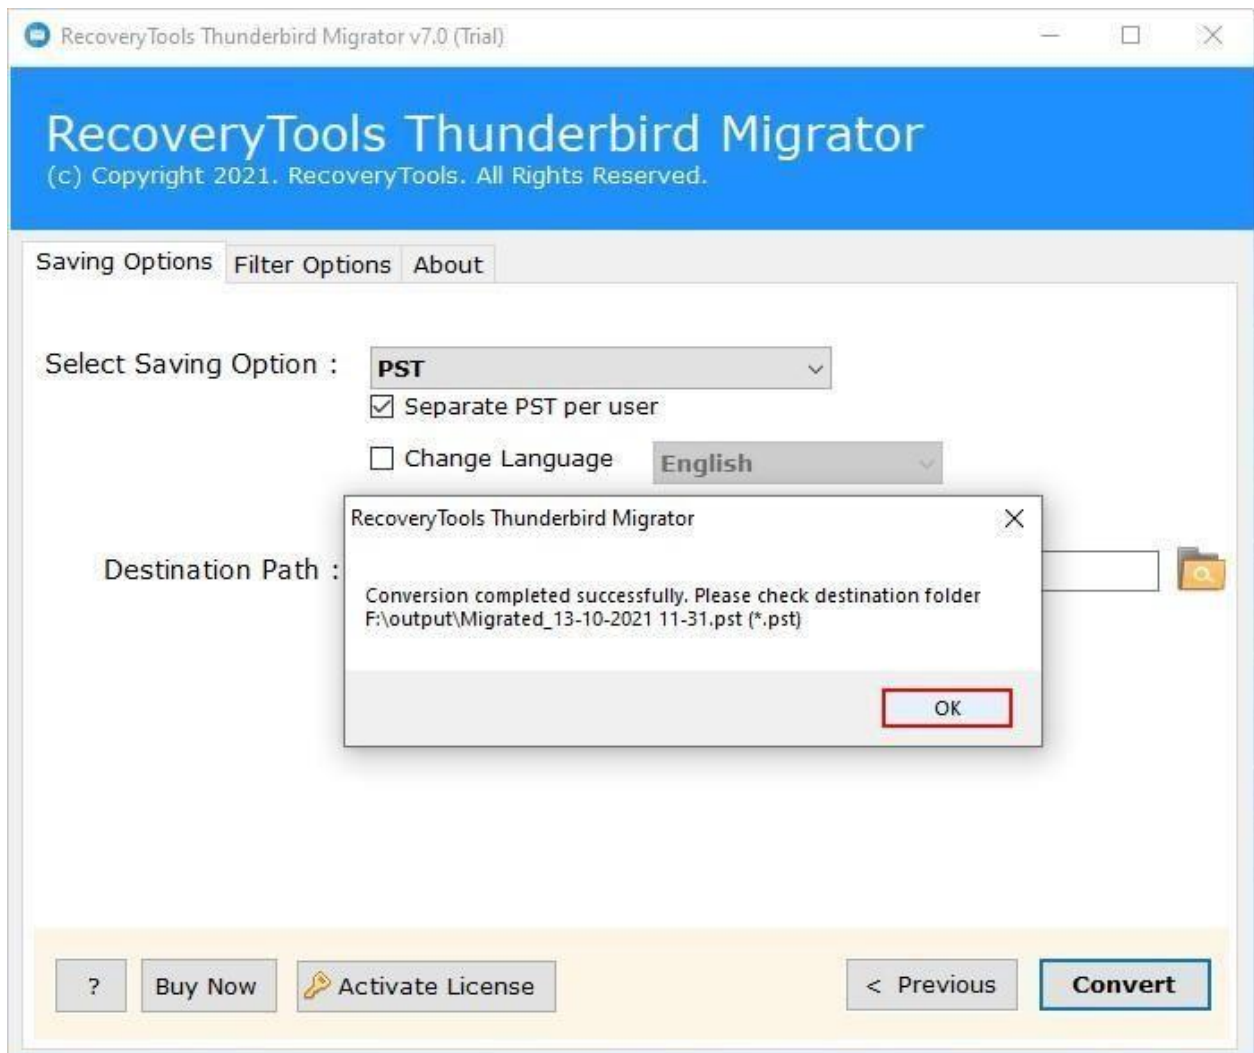 RecoveryTools Thunderbird Migrator v7.0 (Trial)
RecoveryTools Thunderbird Migrator
(c) Copyright 2021. RecoveryTools. All Rights Reserved.
Saving Options Filter Options About
Select Saving Option : PST
Separate PST per user
Change Language English
RecoveryTools Thunderbird Migrator
Destination Path :
Conversion completed successfully. Please check destination folder
F:\output\Migrated_13-10-2021 11-31.pst (*.pst)
OK
? Buy Now Activate License < Previous Convert